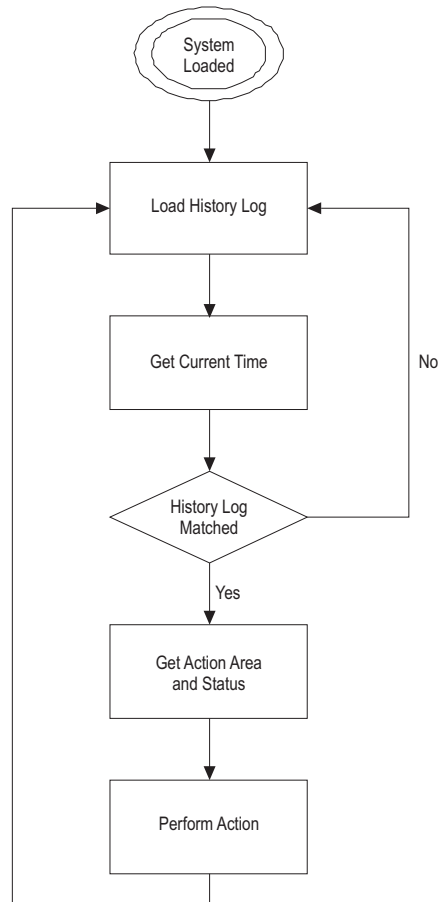 System
Loaded
Load History Log
Get Current Time
No
History Log
Matched
Yes
Get Action Area
and Status
Perform Action